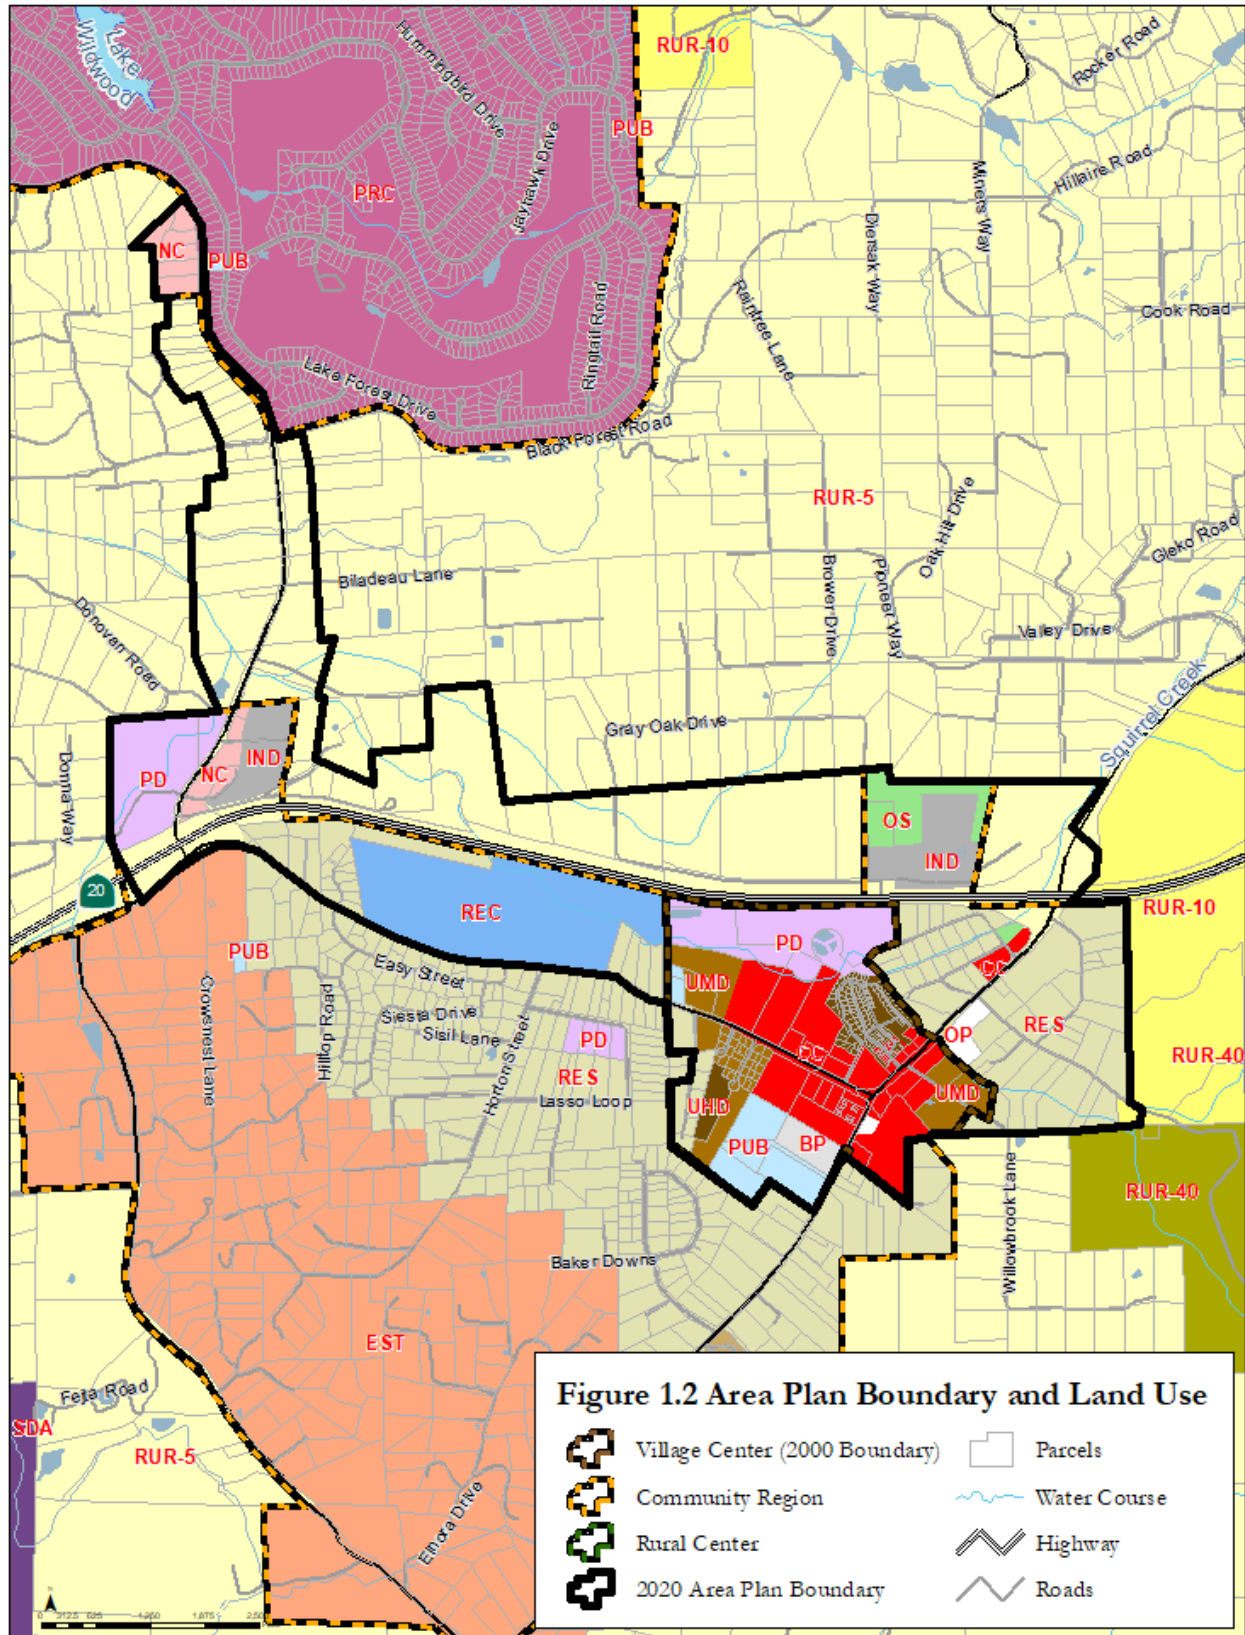 Lake
Wildwood
Hummingbird Drive
RUR-10
Rocker Road
PUB
Jayhawk Drive
PRC
Miners Way
Hillaire Road
NC
PUB
Diersak Way
Raintree Lane
Cook Road
Ringtail Road
Lake Forest Drive
Black Forest Road
RUR-5
Oak Hill Drive
Gleko Road
Biladeau Lane
Brower Drive
Pioneer Way
Donovan Road
Valley Drive
Squirrel Creek
Gray Oak Drive
Donna Way
PD
NC
IND
OS
IND
20
REC
RUR-10
PUB
PD
Easy Street
UMD
CC
Crowsnest Lane
Hilltop Road
Siesta Drive
Sisil Lane
Horton Street
PD
CC
OP
RES
RUR-40
RES
Lasso Loop
UMD
UHD
PUB
BP
Willowbrook Lane
RUR-40
Baker Downs
EST
Feta Road
SDA
RUR-5
Elnora Drive
Figure 1.2 Area Plan Boundary and Land Use
Village Center (2000 Boundary)
Parcels
Community Region
Water Course
Rural Center
Highway
2020 Area Plan Boundary
Roads